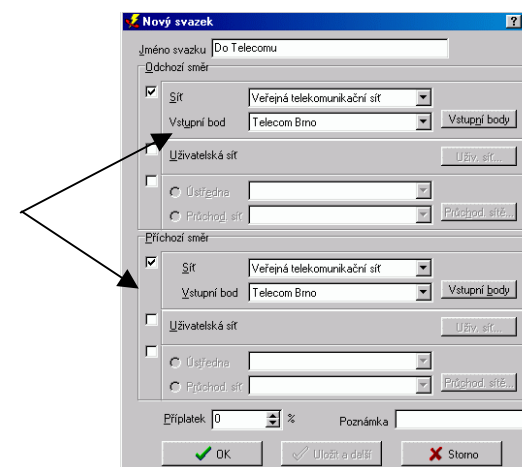 Nový svazek ?
Jméno svazku Do Telecomu
Odchozí směr
Síť Veřejná telekomunikační síť
Vstupní bod Telecom Brno Vstupní body
Uživatelská síť Uživ. síť...
Ústředna
Průchod. síť Průchod. sítě...
Příchozí směr
Síť Veřejná telekomunikační síť
Vstupní bod Telecom Brno Vstupní body
Uživatelská síť Uživ. síť...
Ústředna
Průchod. síť Průchod. sítě...
Příplatek 0 % Poznámka
OK Uložit a další Storno